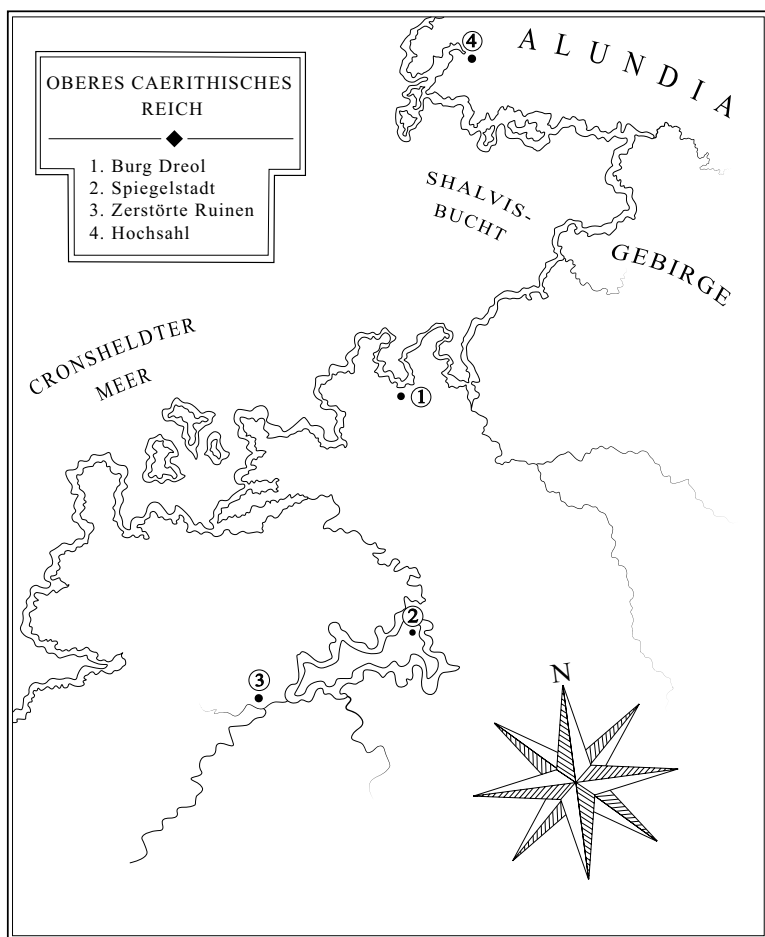 OBERES CAERITHISCHES
REICH
1. Burg Dreol
2. Spiegelstadt
3. Zerstörte Ruinen
4. Hochsahl
④
ALUNDIA
SHALVIS-
BUCHT
GEBIRGE
CRONSHELDTER
MEER
①
②
③
N